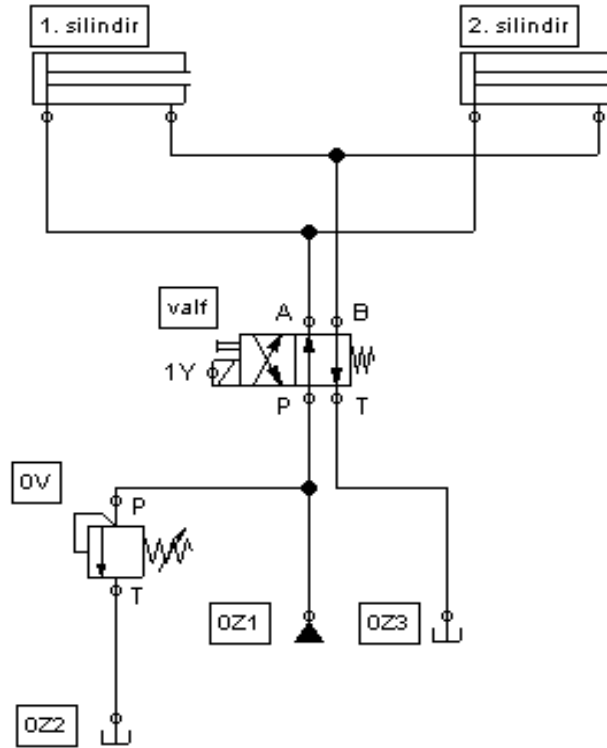 1. silindir
2. silindir
valf
A
B
1Y
P
T
0V
P
T
0Z1
0Z3
0Z2